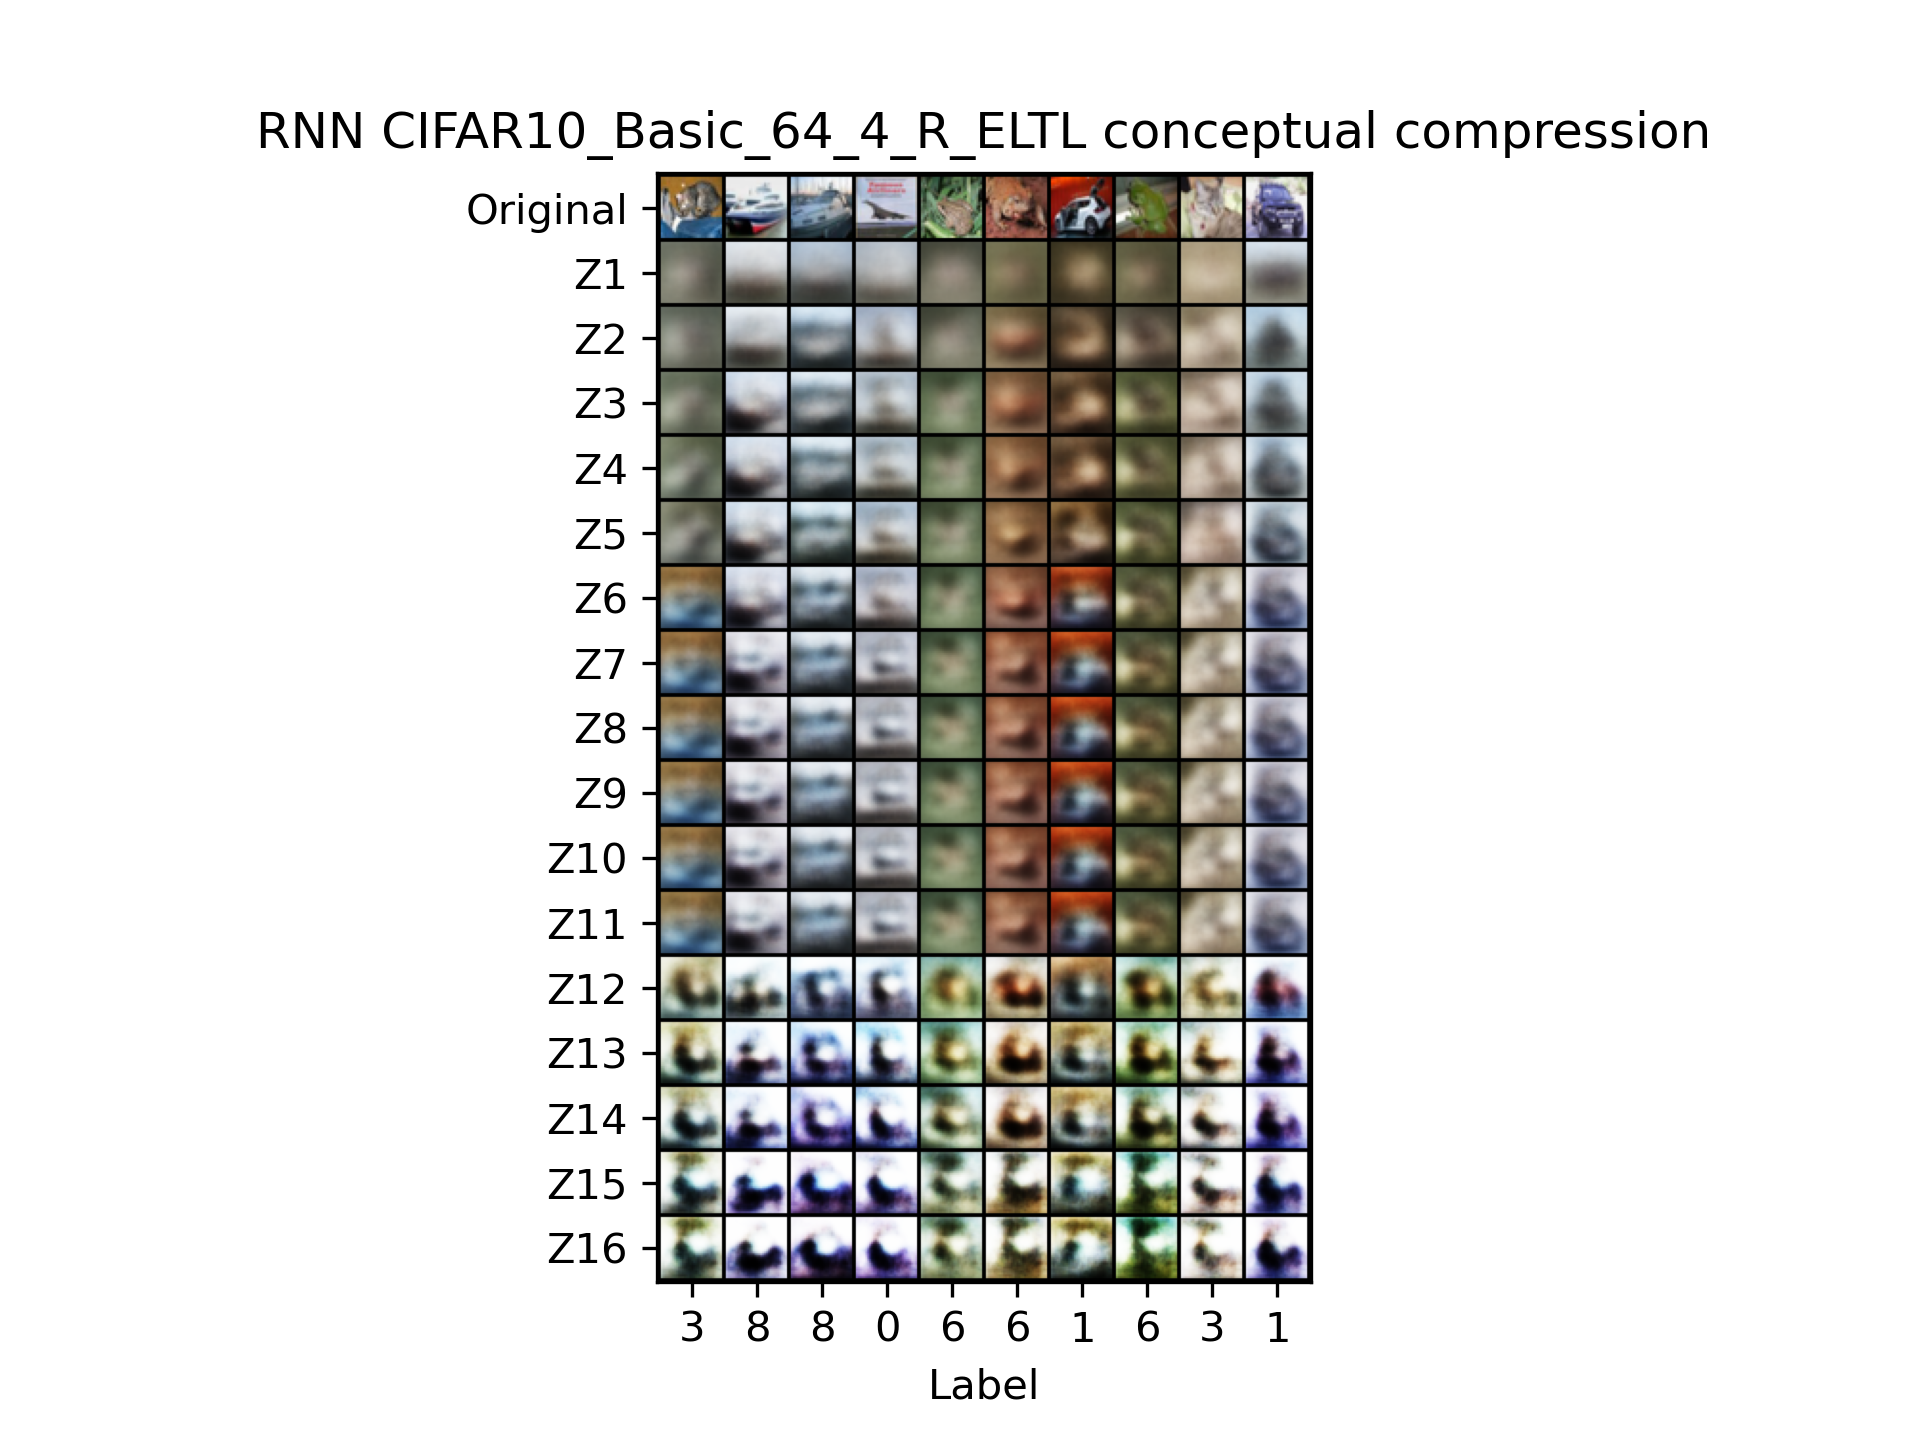 RNN CIFAR10_Basic_64_4_R_ELTL conceptual compression
Original
Z1
Z2
Z3
Z4
Z5
Z6
Z7
Z8
Z9
Z10
Z11
Z12
Z13
Z14
Z15
Z16
3 8 8 0 6 6 1 6 3 1
Label